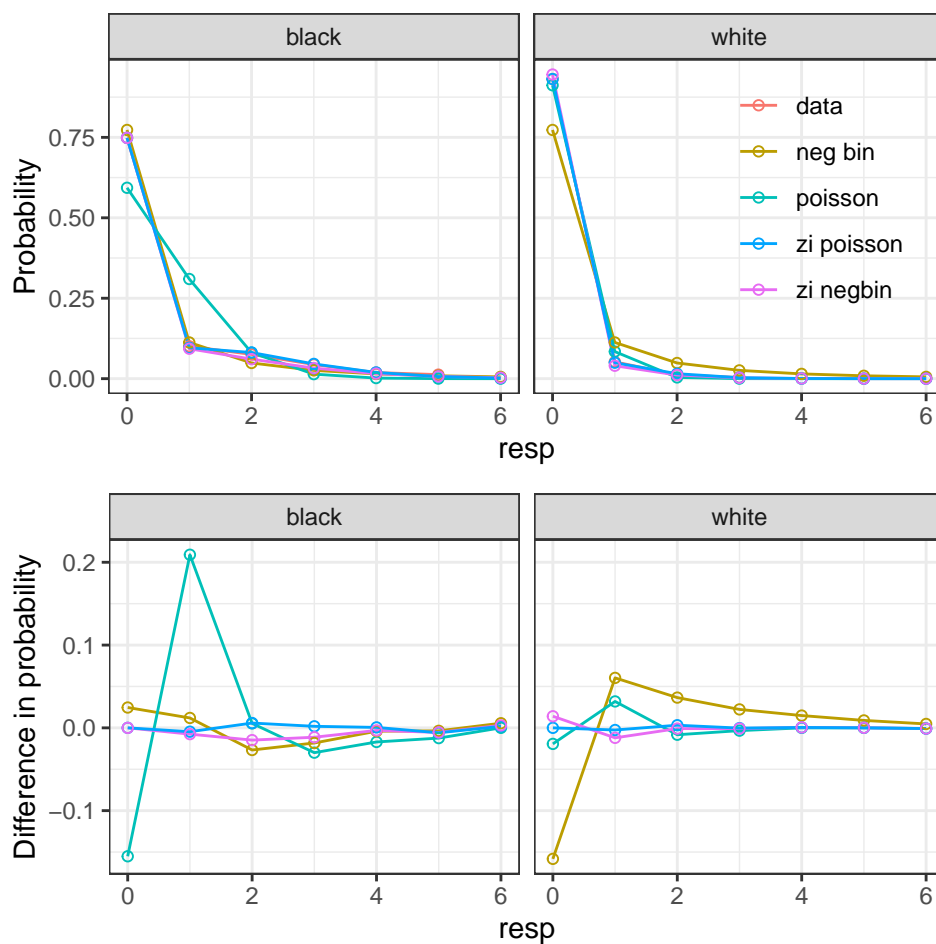 black
white
Probability
0.75
0.50
0.25
0.00
data
neg bin
poisson
zi poisson
zi negbin
0 2 4 6
0 2 4 6
resp
black
white
Difference in probability
0.2
0.1
0.0
−0.1
0 2 4 6
0 2 4 6
resp